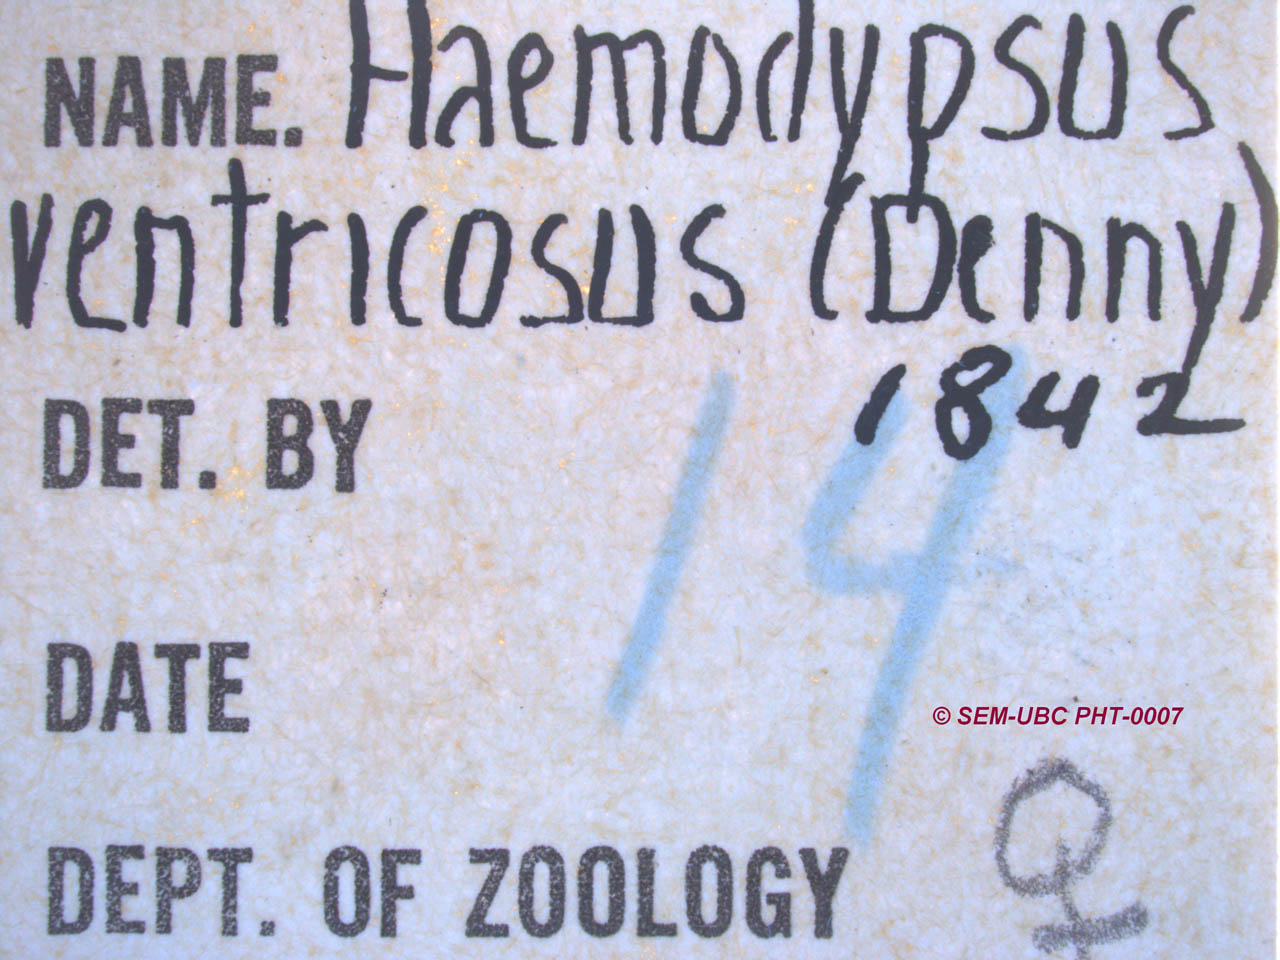 NAME. Haemodypsus
ventricosus (Denny)
1842
DET. BY
14
DATE
© SEM-UBC PHT-0007
DEPT. OF ZOOLOGY ♀